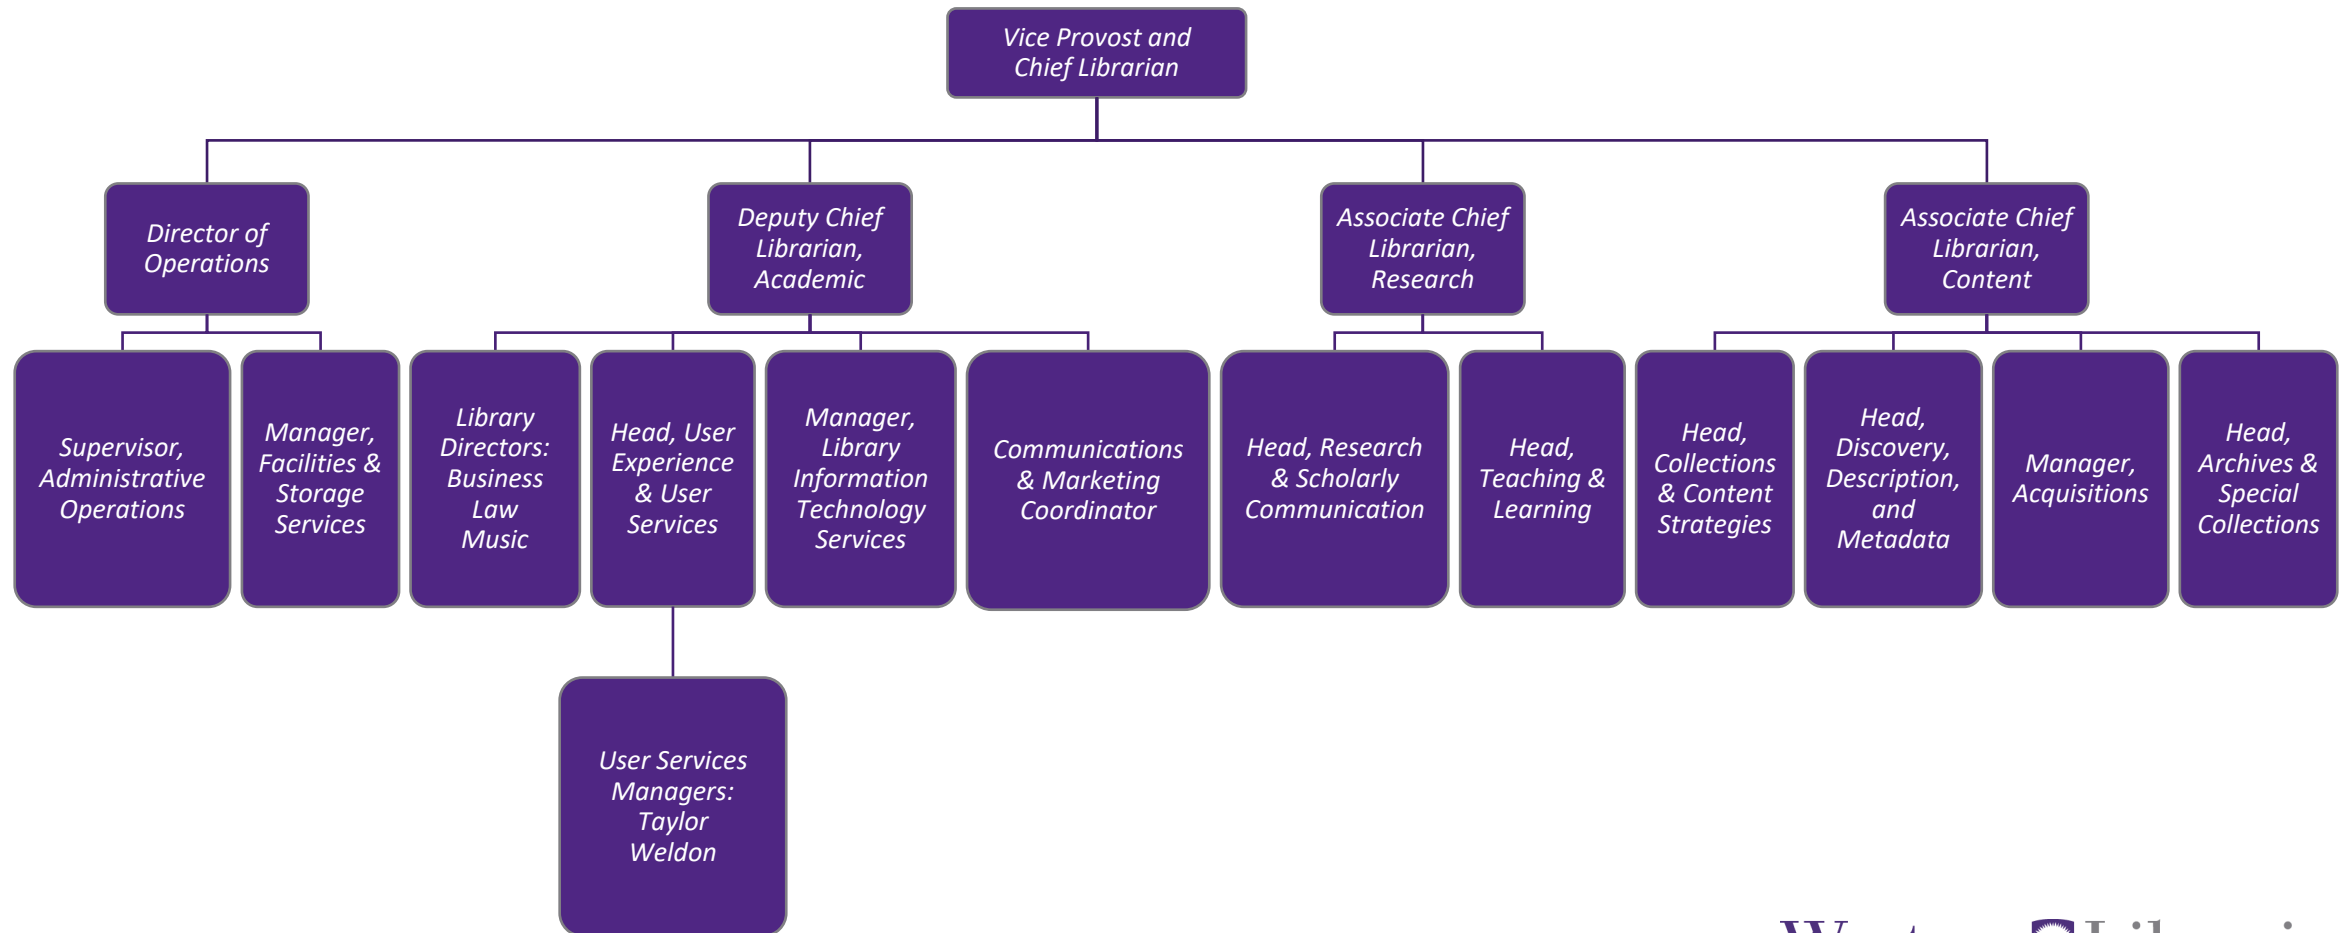 Vice Provost and
Chief Librarian
Director of
Operations
Deputy Chief
Librarian,
Academic
Associate Chief
Librarian,
Research
Associate Chief
Librarian,
Content
Supervisor,
Administrative
Operations
Manager,
Facilities &
Storage
Services
Library
Directors:
Business
Law
Music
Head, User
Experience
& User
Services
Manager,
Library
Information
Technology
Services
Communications
& Marketing
Coordinator
Head, Research
& Scholarly
Communication
Head,
Teaching &
Learning
Head,
Collections
& Content
Strategies
Head,
Discovery,
Description,
and
Metadata
Manager,
Acquisitions
Head,
Archives &
Special
Collections
User Services
Managers:
Taylor
Weldon